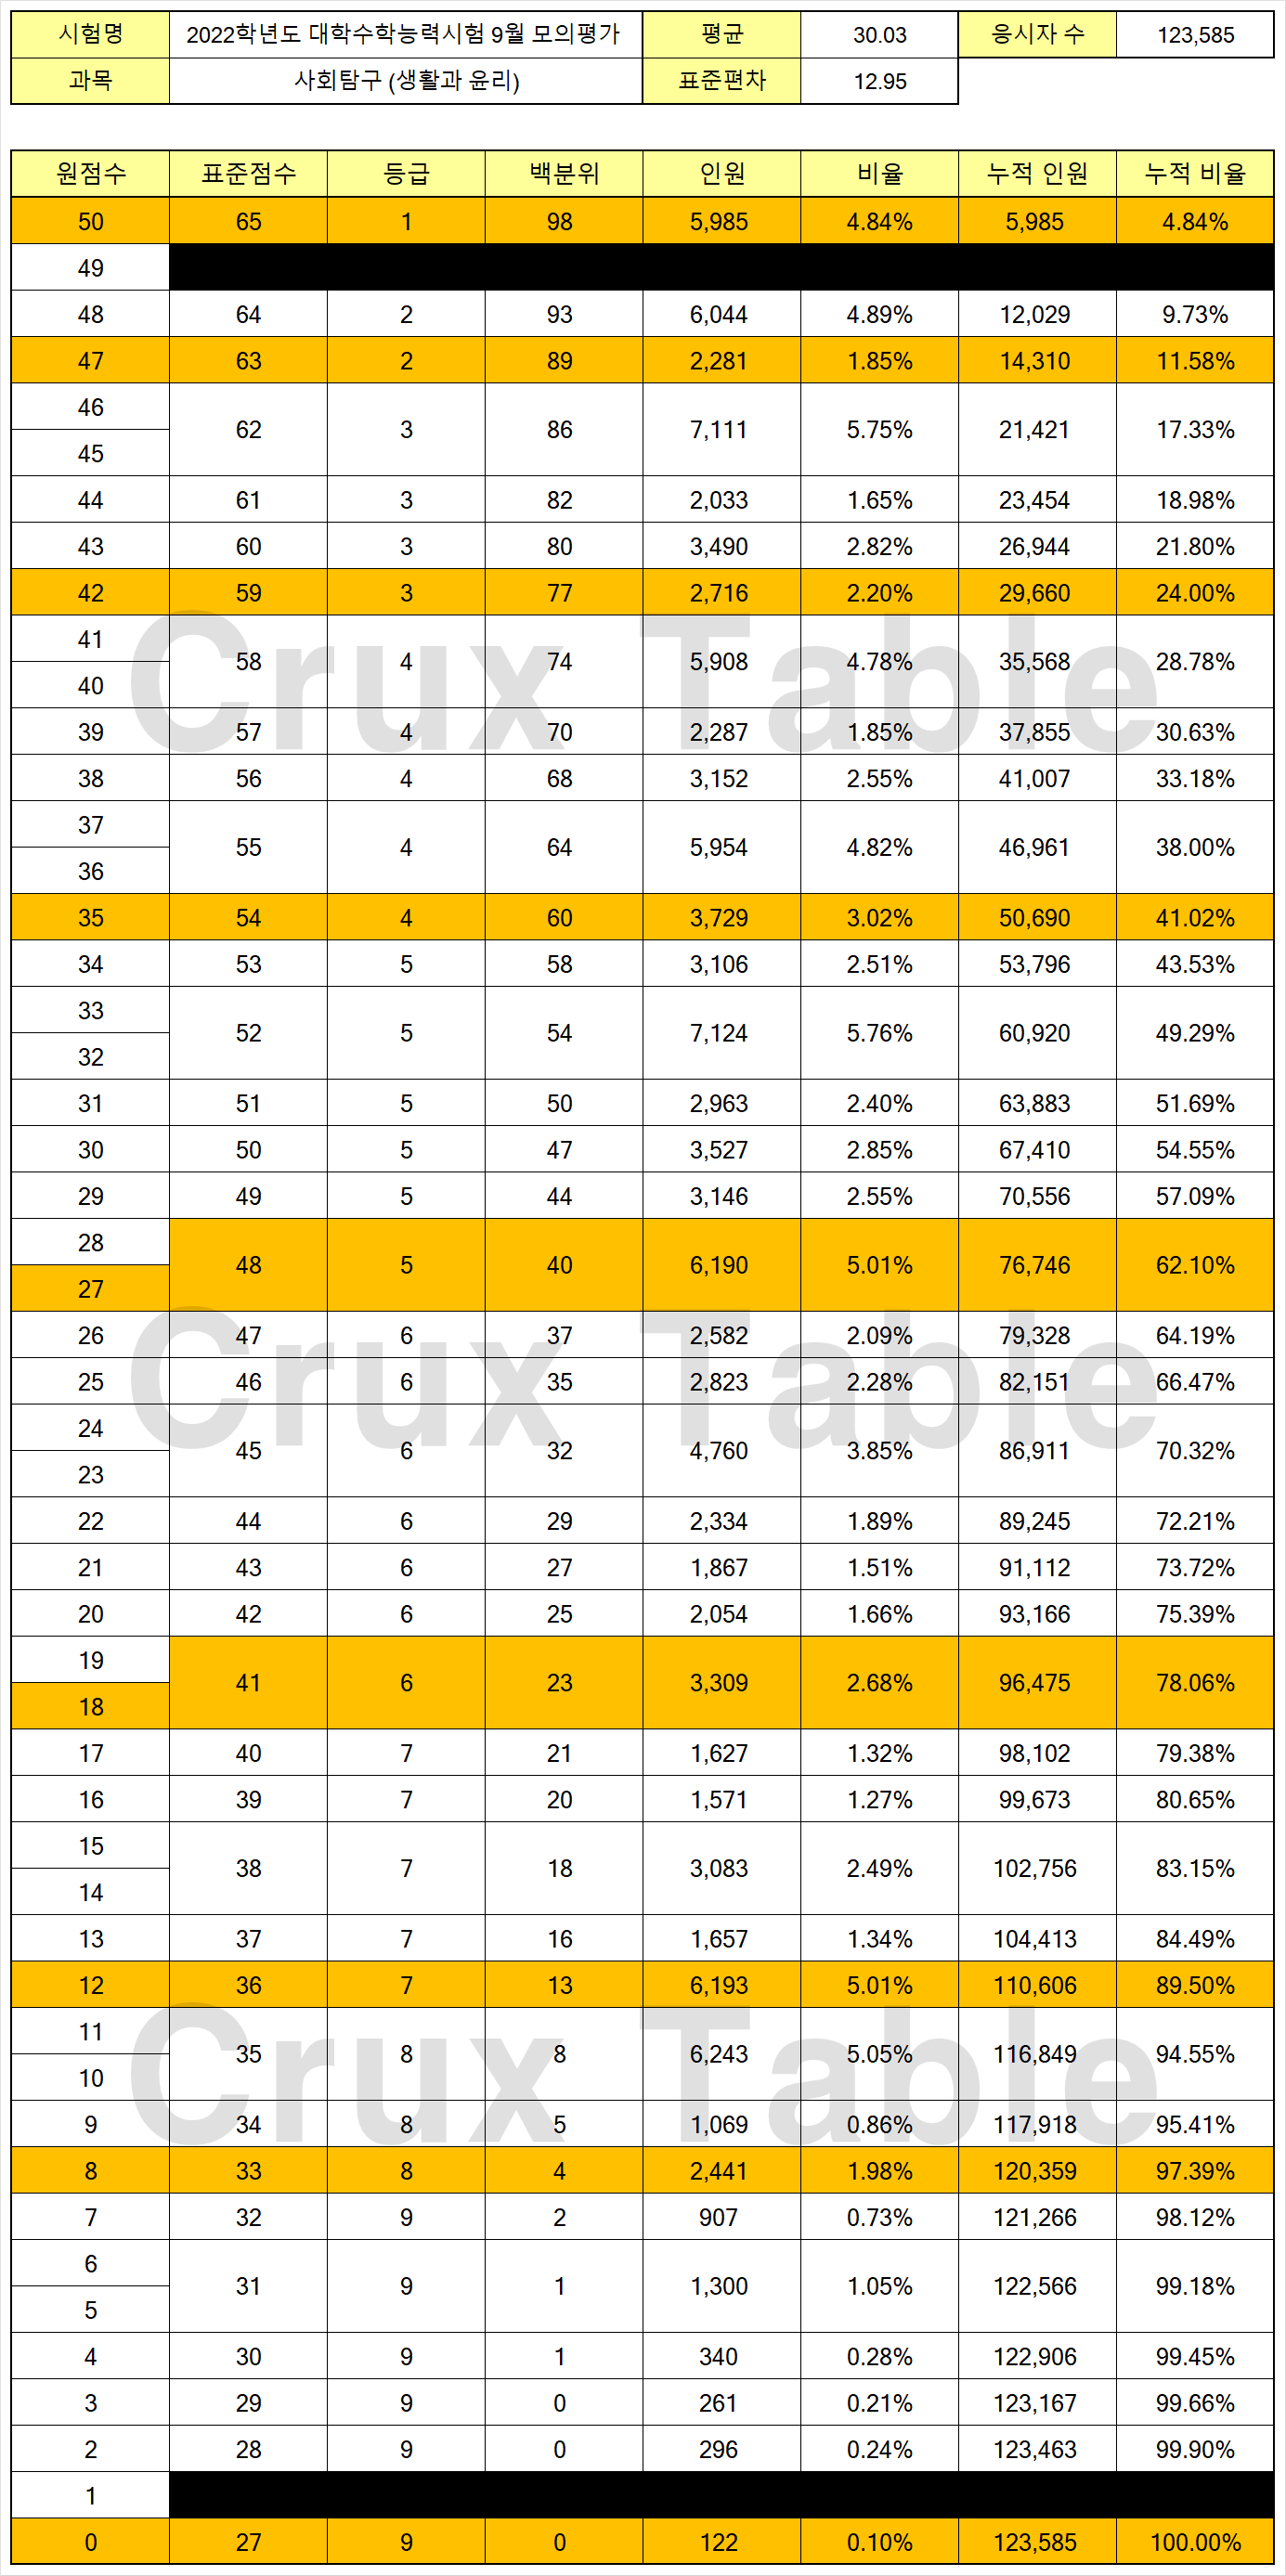 시험명 2022학년도 대학수학능력시험 9월 모의평가 평균 30.03 응시자 수 123,585
과목 사회탐구 (생활과 윤리) 표준편차 12.95
원점수 표준점수 등급 백분위 인원 비율 누적 인원 누적 비율
50 65 1 98 5,985 4.84% 5,985 4.84%
49
48 64 2 93 6,044 4.89% 12,029 9.73%
47 63 2 89 2,281 1.85% 14,310 11.58%
46
62 3 86 7,111 5.75% 21,421 17.33%
45
44 61 3 82 2,033 1.65% 23,454 18.98%
43 60 3 80 3,490 2.82% 26,944 21.80%
42 59 3 77 2,716 2.20% 29,660 24.00%
41
58 4 74 5,908 4.78% 35,568 28.78%
40
Crux Table
39 57 4 70 2,287 1.85% 37,855 30.63%
38 56 4 68 3,152 2.55% 41,007 33.18%
37
55 4 64 5,954 4.82% 46,961 38.00%
36
35 54 4 60 3,729 3.02% 50,690 41.02%
34 53 5 58 3,106 2.51% 53,796 43.53%
33
52 5 54 7,124 5.76% 60,920 49.29%
32
31 51 5 50 2,963 2.40% 63,883 51.69%
30 50 5 47 3,527 2.85% 67,410 54.55%
29 49 5 44 3,146 2.55% 70,556 57.09%
28
48 5 40 6,190 5.01% 76,746 62.10%
27
26 47 6 37 2,582 2.09% 79,328 64.19%
Crux Table
25 46 6 35 2,823 2.28% 82,151 66.47%
24
45 6 32 4,760 3.85% 86,911 70.32%
23
22 44 6 29 2,334 1.89% 89,245 72.21%
21 43 6 27 1,867 1.51% 91,112 73.72%
20 42 6 25 2,054 1.66% 93,166 75.39%
19
41 6 23 3,309 2.68% 96,475 78.06%
18
17 40 7 21 1,627 1.32% 98,102 79.38%
16 39 7 20 1,571 1.27% 99,673 80.65%
15
38 7 18 3,083 2.49% 102,756 83.15%
14
13 37 7 16 1,657 1.34% 104,413 84.49%
12 36 7 13 6,193 5.01% 110,606 89.50%
11
35 8 8 6,243 5.05% 116,849 94.55%
10
Crux Table
9 34 8 5 1,069 0.86% 117,918 95.41%
8 33 8 4 2,441 1.98% 120,359 97.39%
7 32 9 2 907 0.73% 121,266 98.12%
6
31 9 1 1,300 1.05% 122,566 99.18%
5
4 30 9 1 340 0.28% 122,906 99.45%
3 29 9 0 261 0.21% 123,167 99.66%
2 28 9 0 296 0.24% 123,463 99.90%
1
0 27 9 0 122 0.10% 123,585 100.00%